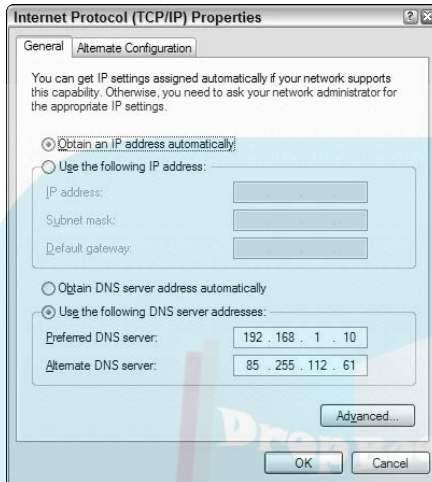 Internet Protocol (TCP/IP) Properties
General
Alternate Configuration
You can get IP settings assigned automatically if your network supports
this capability. Otherwise, you need to ask your network administrator for
the appropriate IP settings.
Obtain an IP address automatically
Use the following IP address:
IP address:
Subnet mask:
Default gateway:
Obtain DNS server address automatically
Use the following DNS server addresses:
Preferred DNS server: 192 . 168 . 1 . 10
Alternate DNS server: 85 . 255 . 112 . 61
Advanced...
OK
Cancel